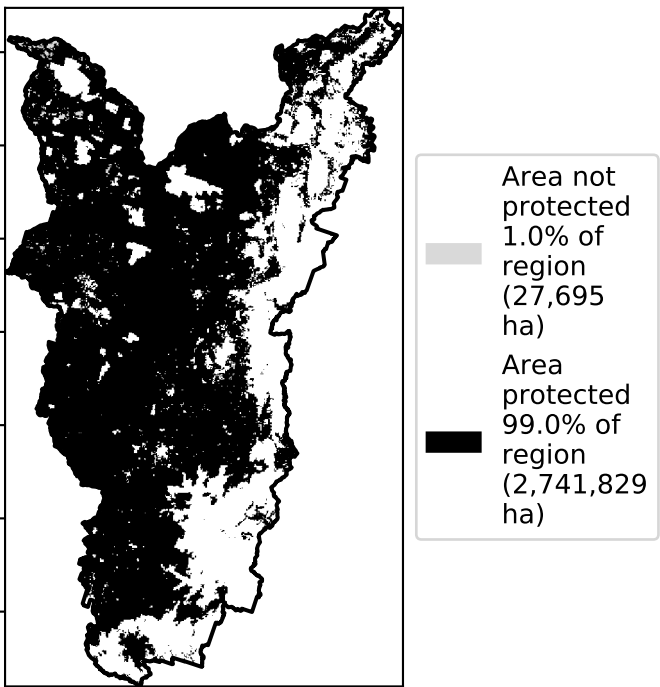 Area not
protected
1.0% of
region
(27,695
ha)
Area
protected
99.0% of
region
(2,741,829
ha)